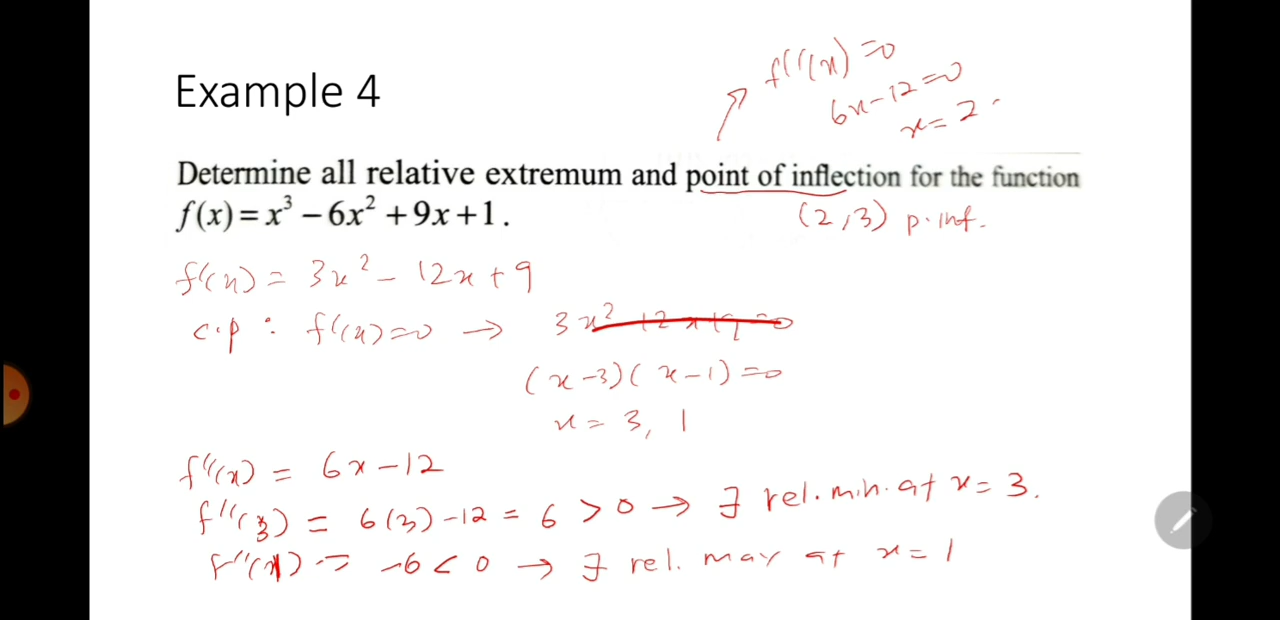 Example 4
f''(x) = 0
6x - 12 = 0
x = 2
Determine all relative extremum and point of inflection for the function
f(x) = x³ − 6x² + 9x + 1.
(2,3) p. inf.
f'(x) = 3x² - 12x + 9
c.p : f'(x) = 0 → 3x² - 12x + 9 = 0
(x - 3)(x - 1) = 0
x = 3, 1
f''(x) = 6x - 12
f''(3) = 6(3) - 12 = 6 > 0 → ∃ rel. min. at x = 3.
f''(1) = -6 < 0 → ∃ rel. max at x = 1